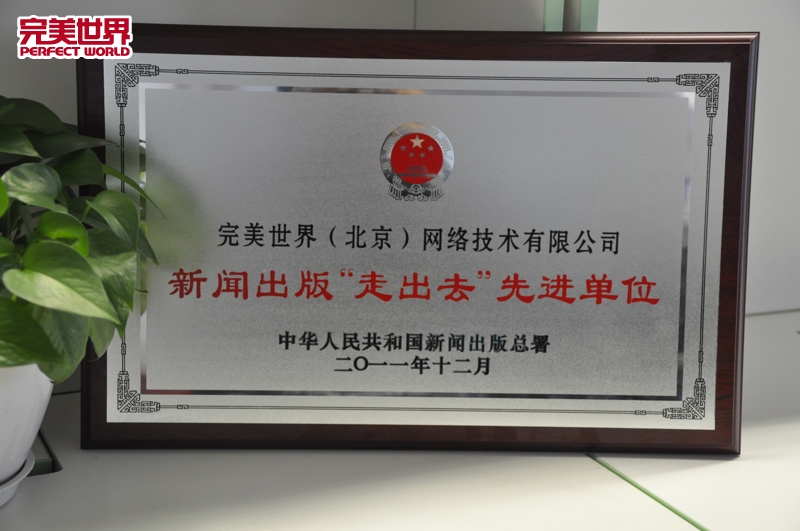 完美世界
PERFECT WORLD
完美世界（北京）网络技术有限公司
新闻出版“走出去”先进单位
中华人民共和国新闻出版总署
二〇一一年十二月